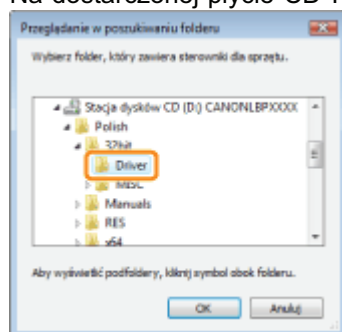 Na dostarczonej płycie CD-
Przeglądanie w poszukiwaniu folderu
Wybierz folder, który zawiera sterowniki dla sprzętu.
Stacja dysków CD (D:) CANONLBPXXXX
Polish
32bit
Driver
MISC
Manuals
RES
x64
Aby wyświetlić podfoldery, kliknij symbol obok folderu.
OK Anuluj